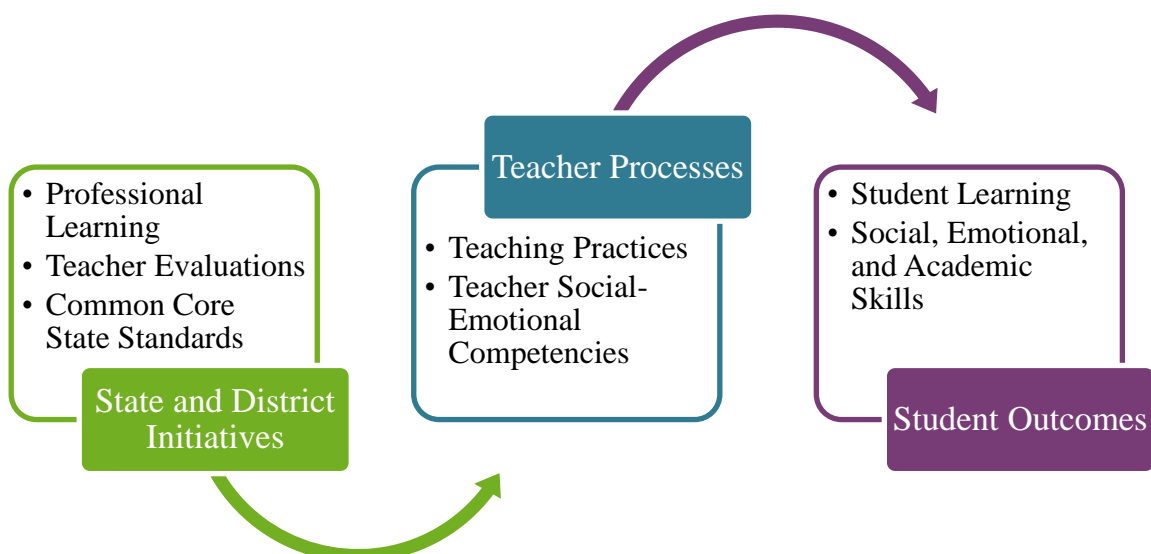 • Professional
Learning
• Teacher Evaluations
• Common Core
State Standards
State and District
Initiatives
Teacher Processes
• Teaching Practices
• Teacher Social-
Emotional
Competencies
• Student Learning
• Social, Emotional,
and Academic
Skills
Student Outcomes